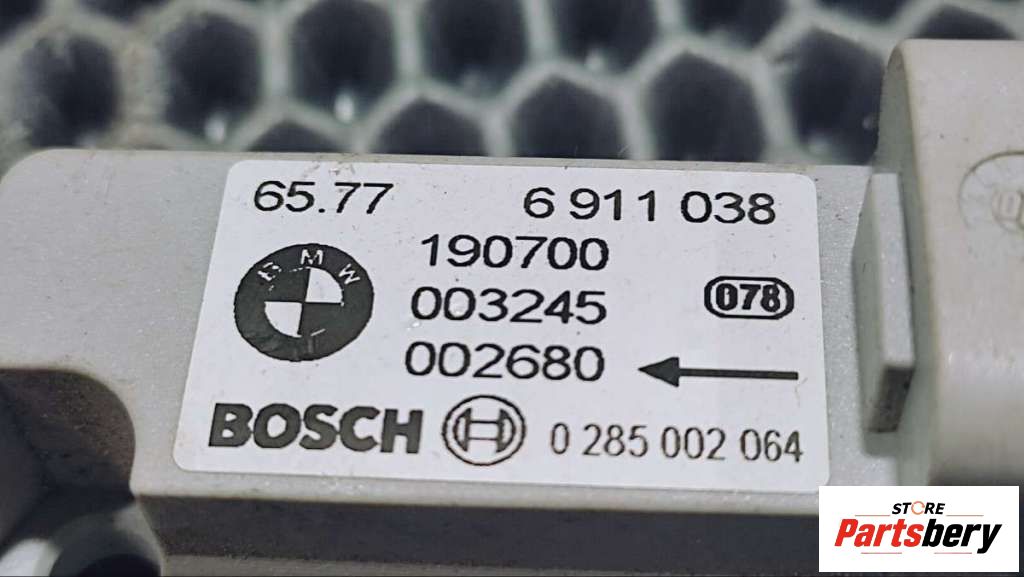 65.77 6 911 038
BMW
190700
003245 078
002680
BOSCH 0 285 002 064
STORE
Partsbery